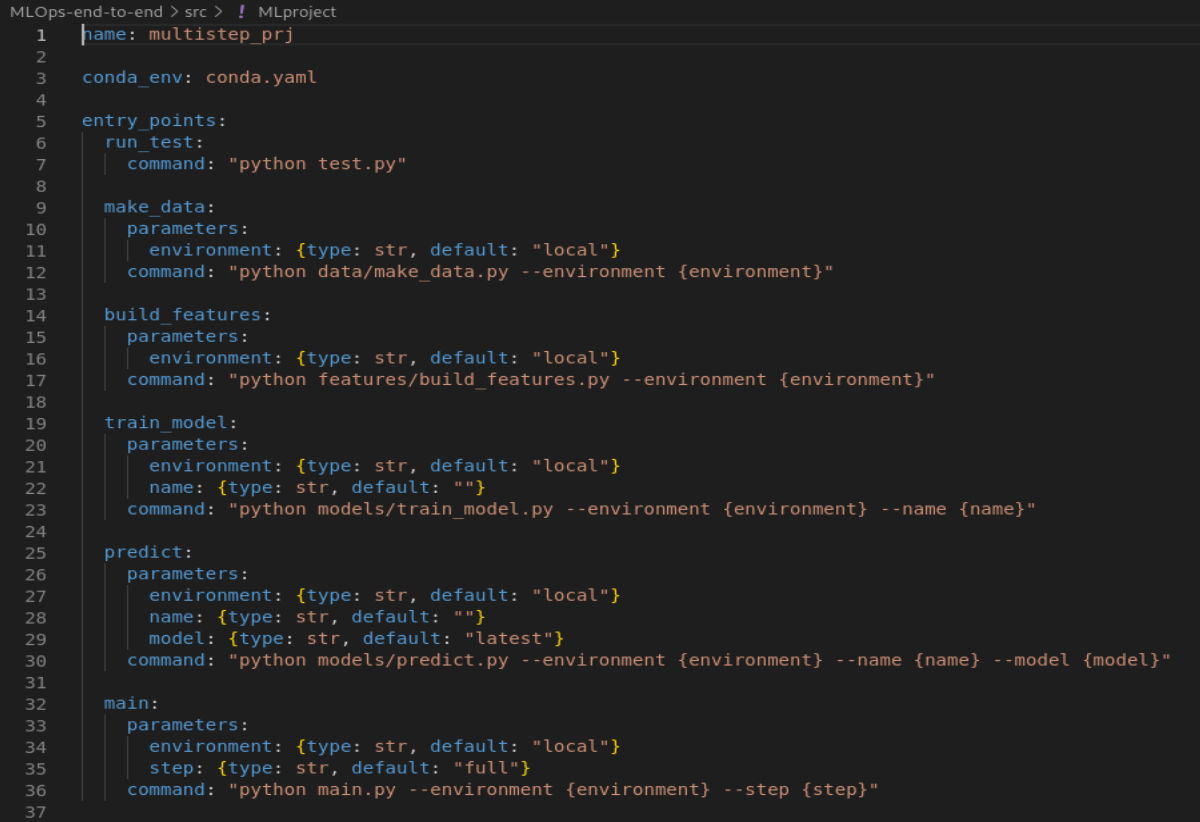 MLOps-end-to-end > src > ! MLproject
1 name: multistep_prj
2
3 conda_env: conda.yaml
4
5 entry_points:
6   run_test:
7     command: "python test.py"
8
9   make_data:
10     parameters:
11       environment: {type: str, default: "local"}
12     command: "python data/make_data.py --environment {environment}"
13
14   build_features:
15     parameters:
16       environment: {type: str, default: "local"}
17     command: "python features/build_features.py --environment {environment}"
18
19   train_model:
20     parameters:
21       environment: {type: str, default: "local"}
22       name: {type: str, default: ""}
23     command: "python models/train_model.py --environment {environment} --name {name}"
24
25   predict:
26     parameters:
27       environment: {type: str, default: "local"}
28       name: {type: str, default: ""}
29       model: {type: str, default: "latest"}
30     command: "python models/predict.py --environment {environment} --name {name} --model {model}"
31
32   main:
33     parameters:
34       environment: {type: str, default: "local"}
35       step: {type: str, default: "full"}
36     command: "python main.py --environment {environment} --step {step}"
37